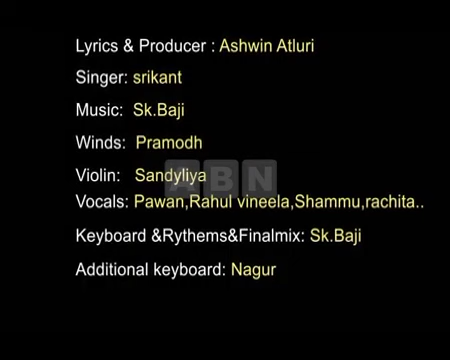 Lyrics & Producer : Ashwin Atluri
Singer: srikant
Music: Sk.Baji
Winds: Pramodh
Violin: Sandyliya
ABN
Vocals: Pawan,Rahul vineela,Shammu,rachita..
Keyboard &Rythems&Finalmix: Sk.Baji
Additional keyboard: Nagur